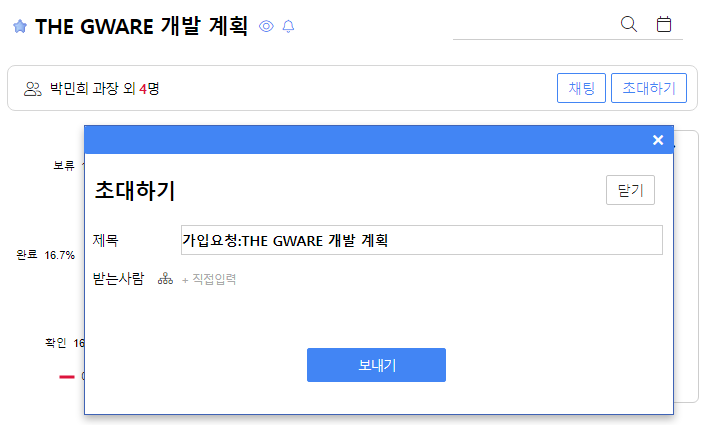 THE GWARE 개발 계획
박민희 과장 외 4명
채팅
초대하기
보류
완료 16.7%
확인 16
초대하기
닫기
제목
가입요청:THE GWARE 개발 계획
받는사람
+ 직접입력
보내기